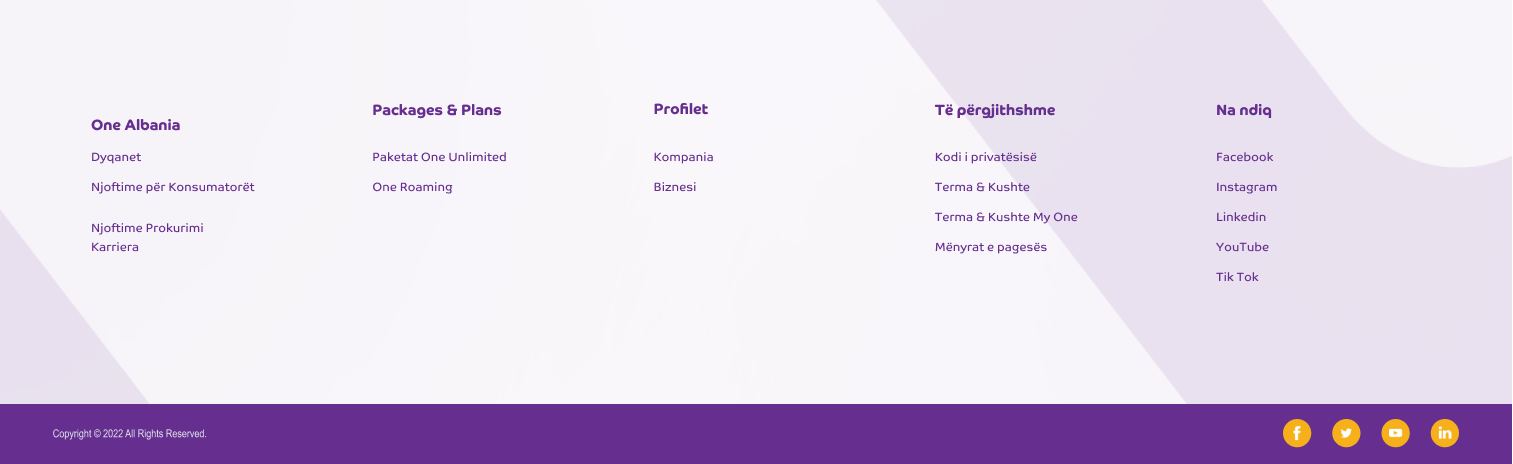 One Albania
Dyqanet
Njoftime për Konsumatorët
Njoftime Prokurimi
Karriera
Packages & Plans
Paketat One Unlimited
One Roaming
Profilet
Kompania
Biznesi
Të përgjithshme
Kodi i privatësisë
Terma & Kushte
Terma & Kushte My One
Mënyrat e pagesës
Na ndiq
Facebook
Instagram
Linkedin
YouTube
Tik Tok
Copyright © 2022 All Rights Reserved.